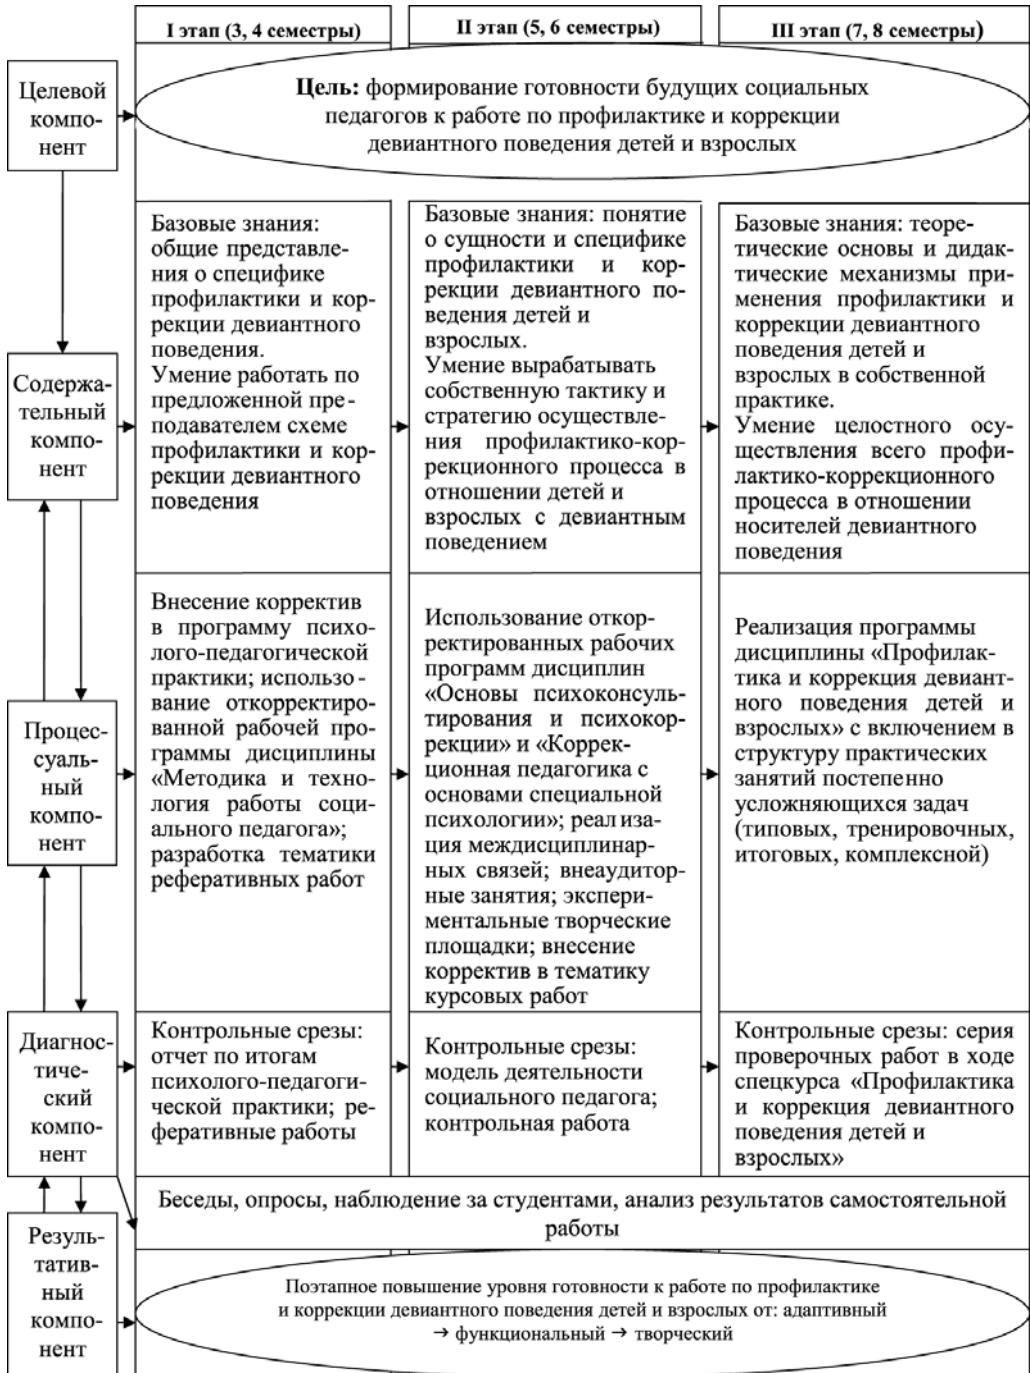 I этап (3, 4 семестры)
II этап (5, 6 семестры)
III этап (7, 8 семестры)
Целевой
компо-
нент
Цель: формирование готовности будущих социальных
педагогов к работе по профилактике и коррекции
девиантного поведения детей и взрослых
Содержа-
тельный
компо-
нент
Базовые знания:
общие представле-
ния о специфике
профилактики и кор-
рекции девиантного
поведения.
Умение работать по
предложенной пре-
подавателем схеме
профилактики и кор-
рекции девиантного
поведения
Базовые знания: понятие
о сущности и специфике
профилактики и кор-
рекции девиантного по-
ведения детей и
взрослых.
Умение вырабатывать
собственную тактику и
стратегию осуществле-
ния профилактико-кор-
рекционного процесса в
отношении детей и
взрослых с девиантным
поведением
Базовые знания: теоре-
тические основы и дидак-
тические механизмы при-
менения профилактики и
коррекции девиантного
поведения детей и
взрослых в собственной
практике.
Умение целостного осу-
ществления всего профи-
лактико-коррекционного
процесса в отношении
носителей девиантного
поведения
Процес-
суаль-
ный
компо-
нент
Внесение корректив
в программу психо-
лого-педагогической
практики; использо-
вание откорректиро-
ванной рабочей про-
граммы дисциплины
«Методика и техно-
логия работы соци-
ального педагога»;
разработка тематики
реферативных работ
Использование откор-
ректированных рабочих
программ дисциплин
«Основы психоконсуль-
тирования и психокор-
рекции» и «Коррек-
ционная педагогика с
основами специальной
психологии»; реализа-
ция междисциплинар-
ных связей; внеаудитор-
ные занятия; экспери-
ментальные творческие
площадки; внесение
корректив в тематику
курсовых работ
Реализация программы
дисциплины «Профилак-
тика и коррекция девиант-
ного поведения детей и
взрослых» с включением в
структуру практических
занятий постепенно
усложняющихся задач
(типовых, тренировочных,
итоговых, комплексной)
Диагнос-
тичес-
кий
компо-
нент
Контрольные срезы:
отчет по итогам
психолого-педагоги-
ческой практики; ре-
феративные работы
Контрольные срезы:
модель деятельности
социального педагога;
контрольная работа
Контрольные срезы: серия
проверочных работ в ходе
спецкурса «Профилактика
и коррекция девиантного
поведения детей и
взрослых»
Беседы, опросы, наблюдение за студентами, анализ результатов самостоятельной
работы
Резуль-
татив-
ный
компо-
нент
Поэтапное повышение уровня готовности к работе по профилактике
и коррекции девиантного поведения детей и взрослых от: адаптивный
→ функциональный → творческий